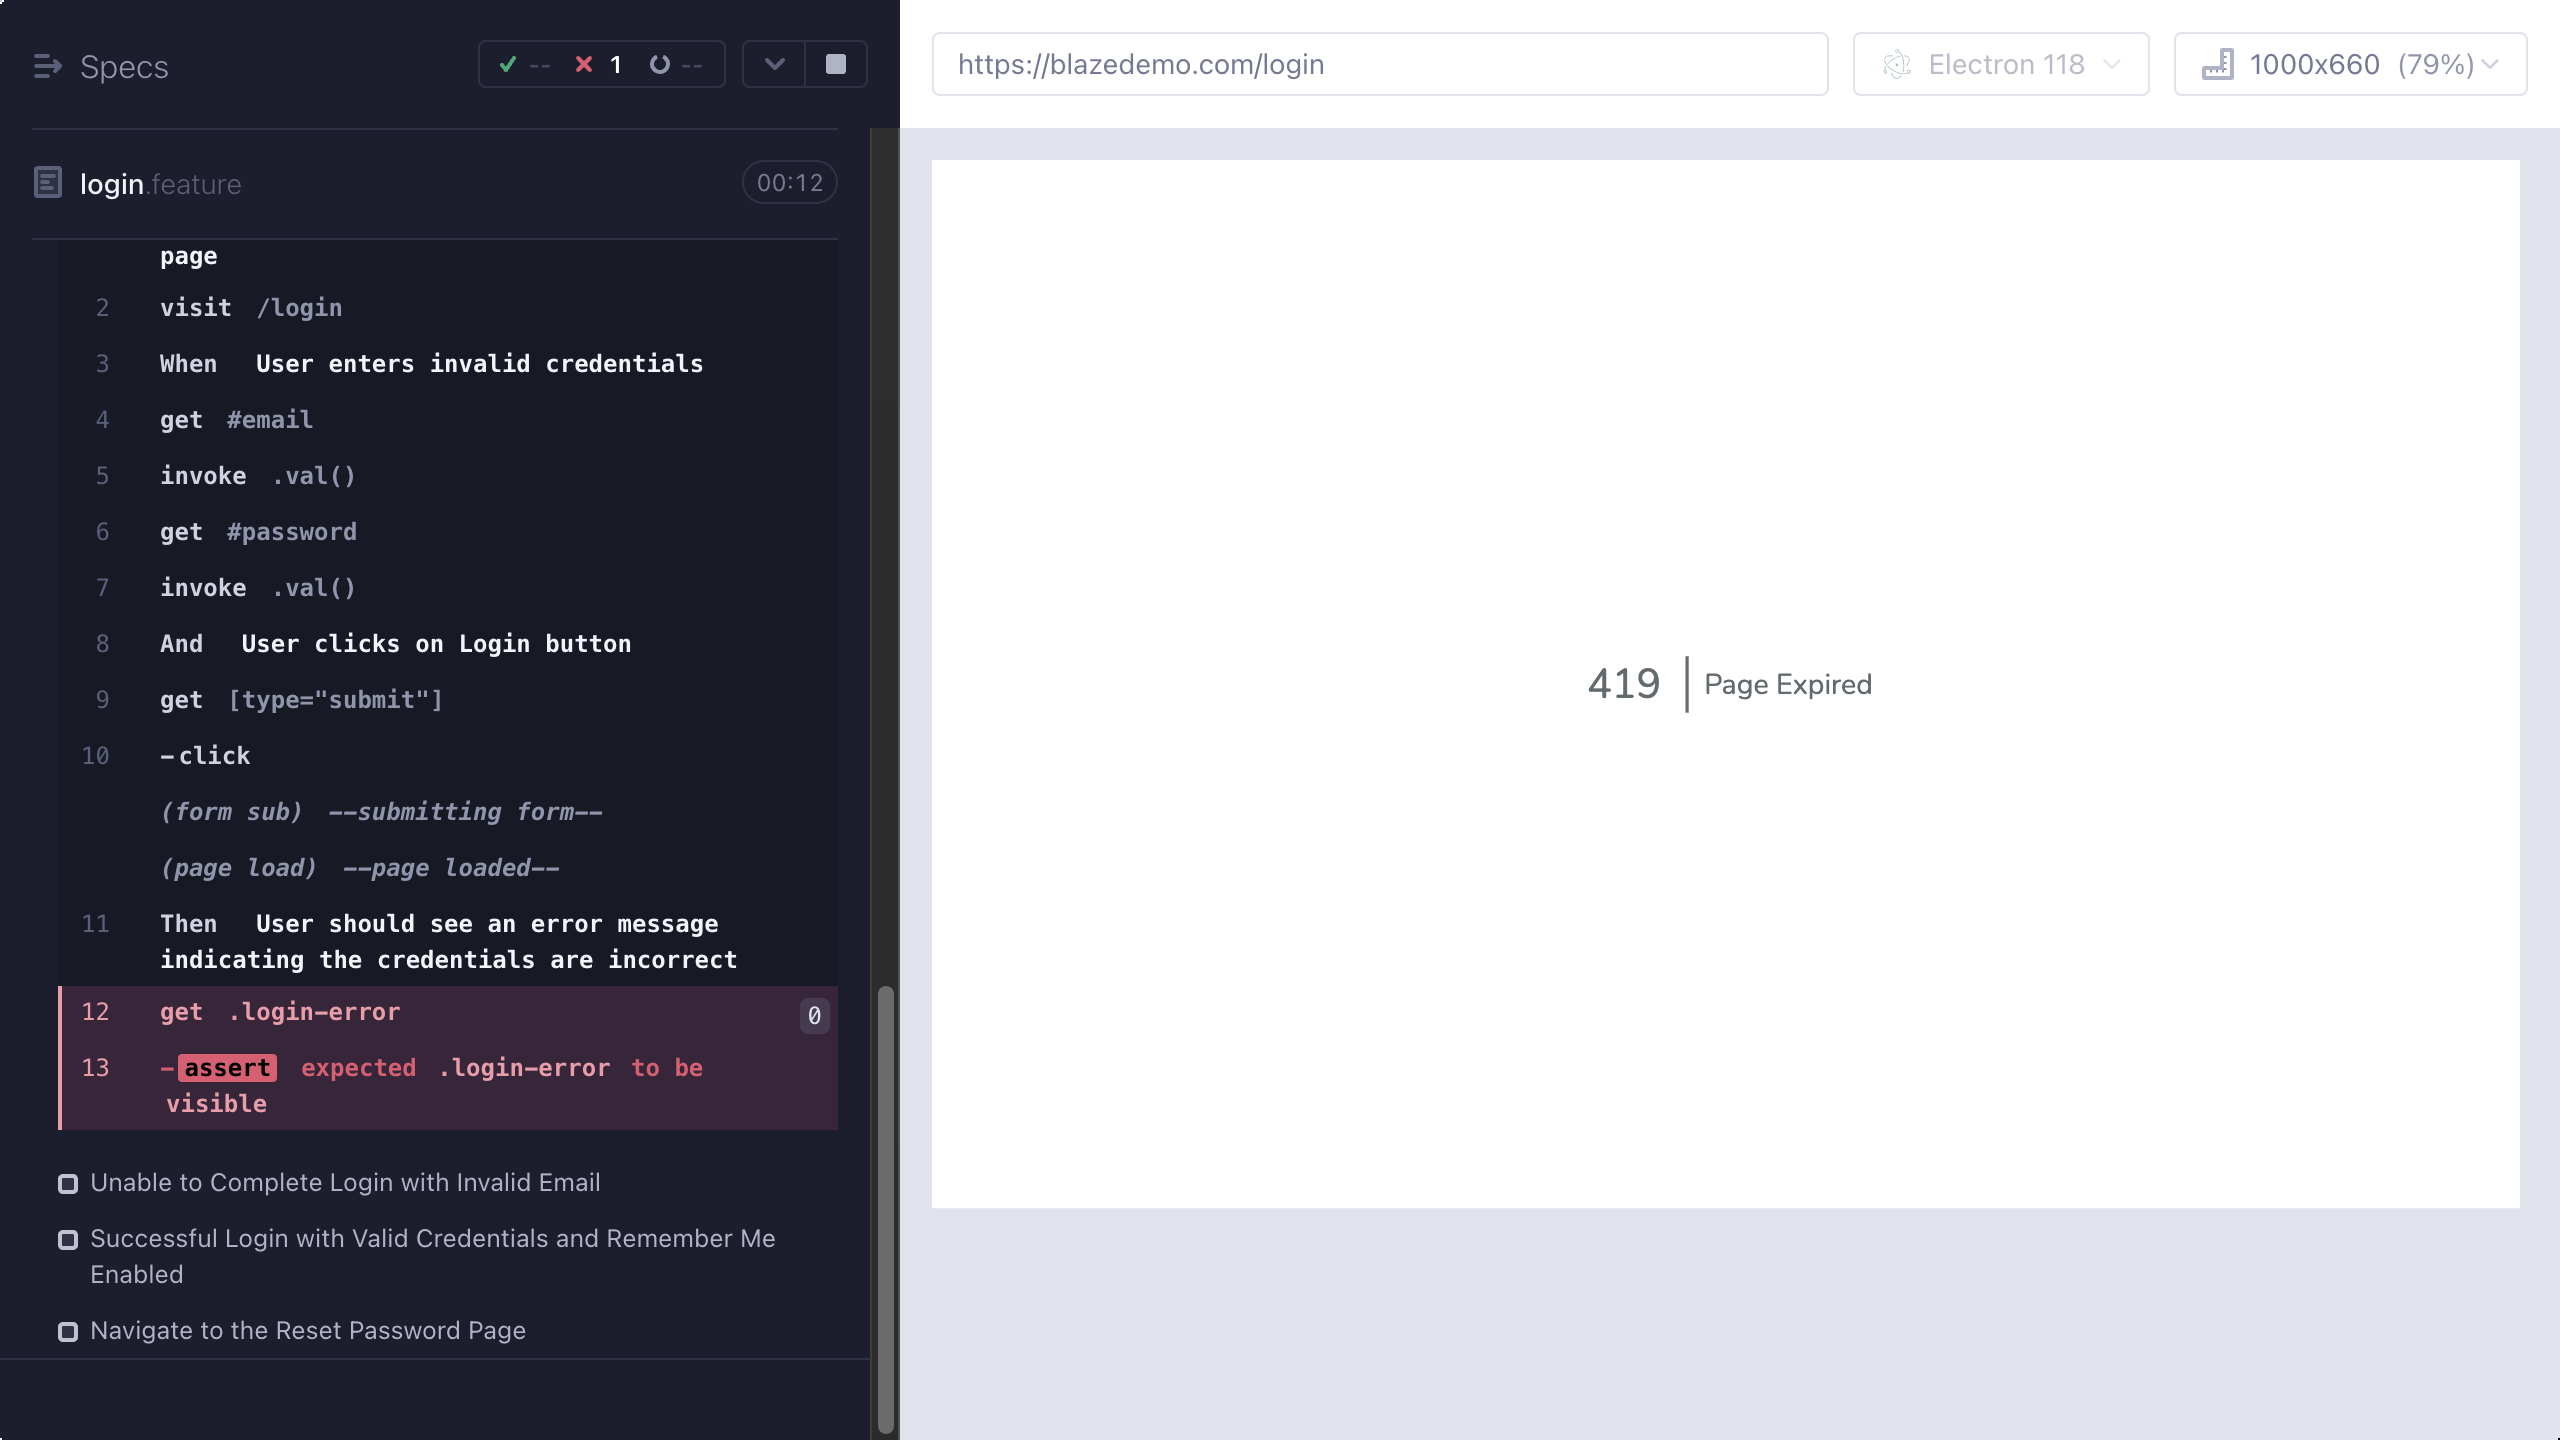 Specs
-- 1 --
login.feature
00:12
page
2 visit /login
3 When User enters invalid credentials
4 get #email
5 invoke .val()
6 get #password
7 invoke .val()
8 And User clicks on Login button
9 get [type="submit"]
10 -click
(form sub) --submitting form--
(page load) --page loaded--
11 Then User should see an error message
indicating the credentials are incorrect
12 get .login-error 0
13 -assert expected .login-error to be
visible
Unable to Complete Login with Invalid Email
Successful Login with Valid Credentials and Remember Me
Enabled
Navigate to the Reset Password Page
https://blazedemo.com/login
Electron 118
1000x660 (79%)
419 Page Expired